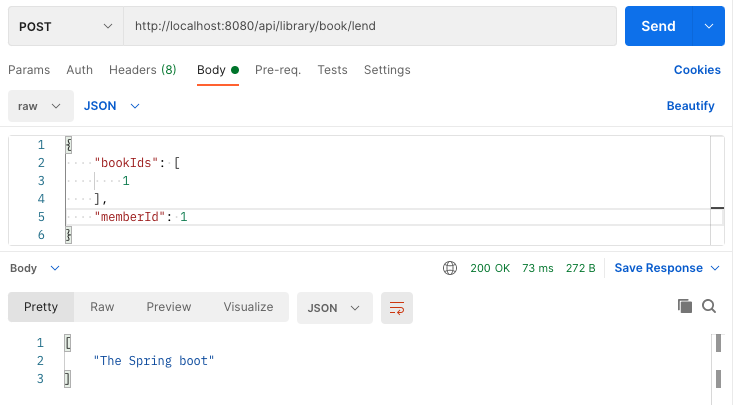 POST http://localhost:8080/api/library/book/lend Send
Params Auth Headers (8) Body Pre-req. Tests Settings Cookies
raw JSON Beautify
1 {
2 "bookIds": [
3 1
4 ],
5 "memberId": 1
6 }
Body 200 OK 73 ms 272 B Save Response
Pretty Raw Preview Visualize JSON
1 [
2 "The Spring boot"
3 ]